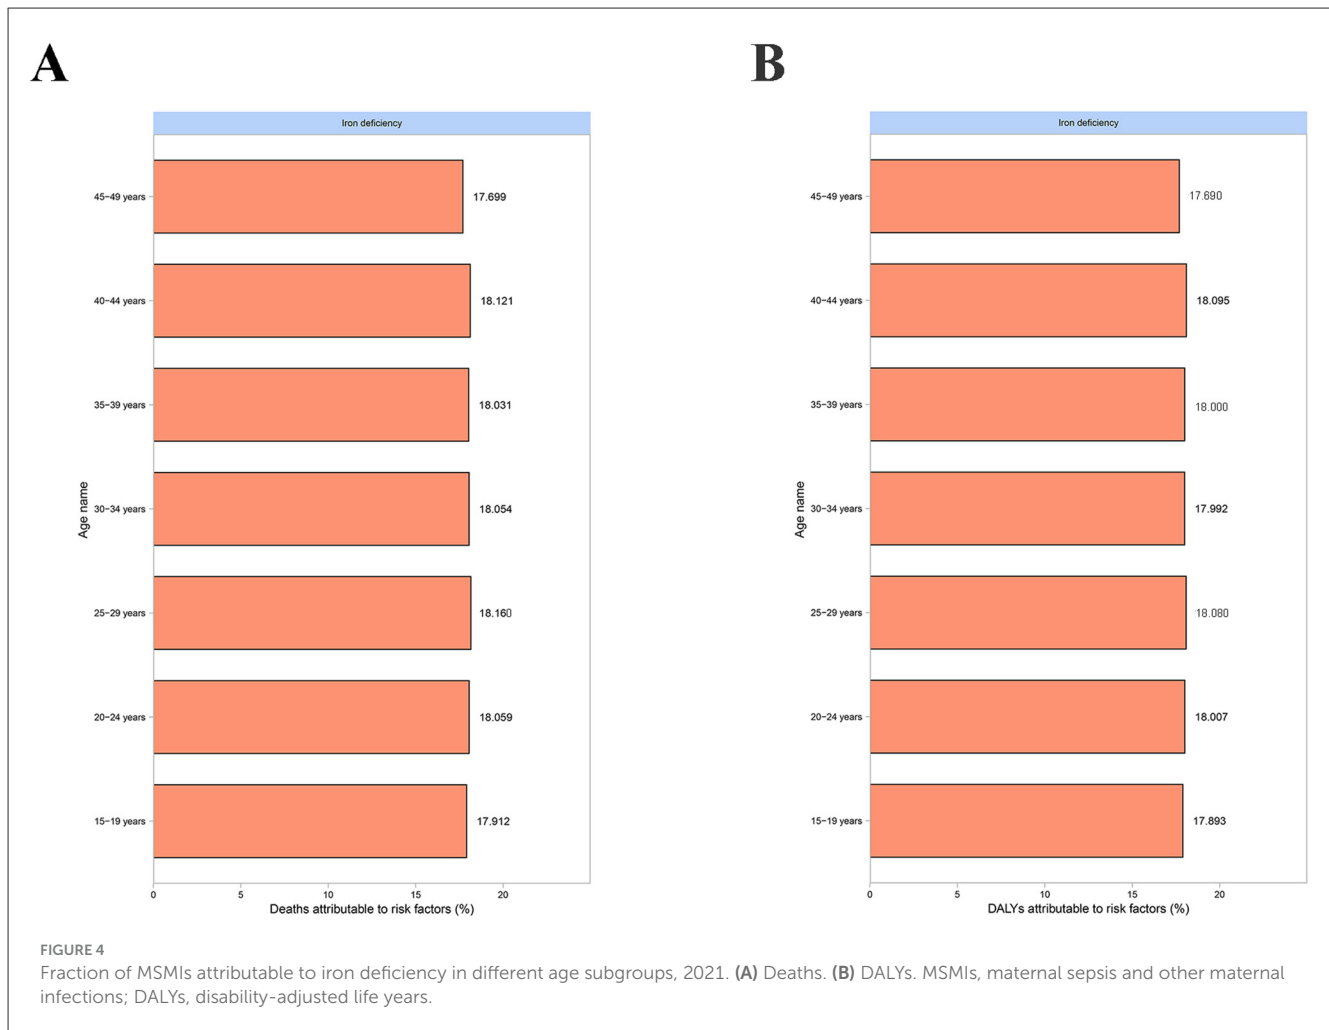 A
Iron deficiency
45−49 years
17.699
40−44 years
18.121
35−39 years
18.031
30−34 years
18.054
25−29 years
18.160
20−24 years
18.059
15−19 years
17.912
Age name
0 5 10 15 20
Deaths attributable to risk factors (%)
B
Iron deficiency
45−49 years
17.690
40−44 years
18.095
35−39 years
18.000
30−34 years
17.992
25−29 years
18.080
20−24 years
18.007
15−19 years
17.893
Age name
0 5 10 15 20
DALYs attributable to risk factors (%)
FIGURE 4
Fraction of MSMIs attributable to iron deficiency in different age subgroups, 2021. (A) Deaths. (B) DALYs. MSMIs, maternal sepsis and other maternal
infections; DALYs, disability-adjusted life years.